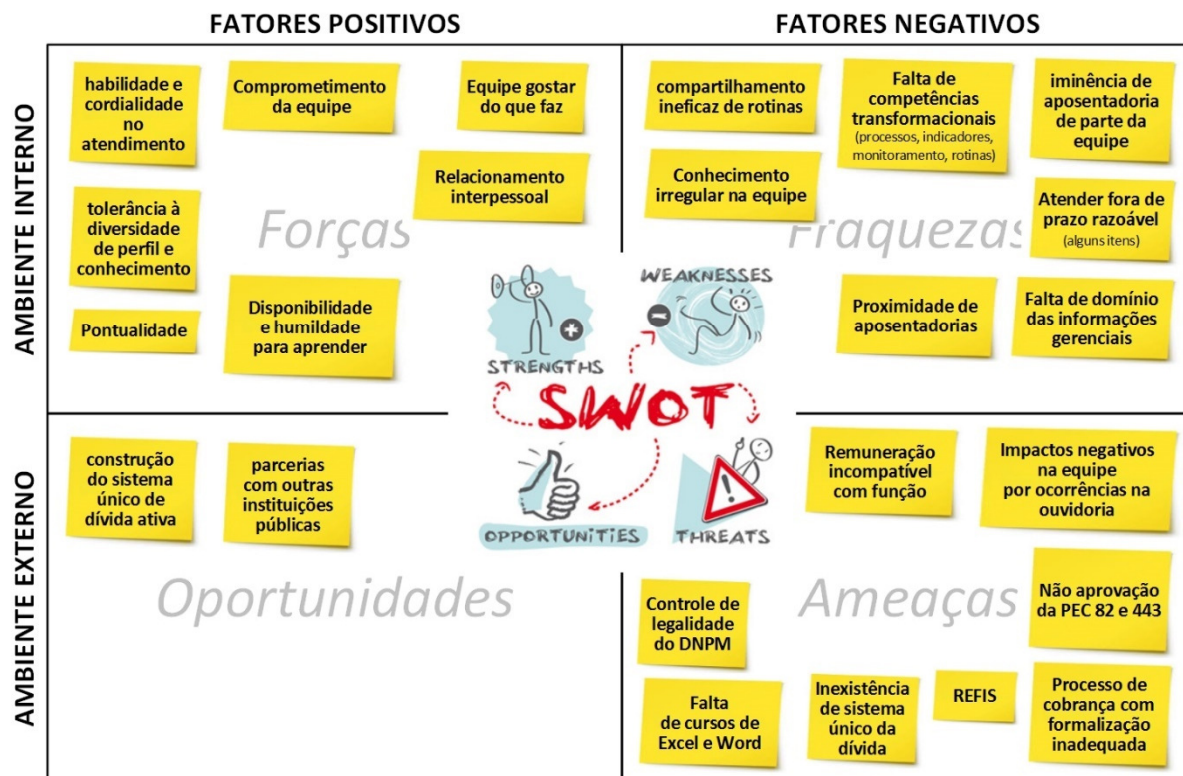 FATORES POSITIVOS
FATORES NEGATIVOS
AMBIENTE INTERNO
habilidade e
cordialidade
no
atendimento
Comprometimento
da equipe
Equipe gostar
do que faz
Relacionamento
interpessoal
tolerância à
diversidade
de perfil e
conhecimento
Forças
Pontualidade
Disponibilidade
e humildade
para aprender
compartilhamento
ineficaz de rotinas
Falta de
competências
transformacionais
(processos, indicadores,
monitoramento, rotinas)
iminência de
aposentadoria
de parte da
equipe
Conhecimento
irregular na equipe
Atender fora de
prazo razoável
(alguns itens)
Fraquezas
Proximidade de
aposentadorias
Falta de domínio
das informações
gerenciais
STRENGTHS
WEAKNESSES
SWOT
OPPORTUNITIES
THREATS
AMBIENTE EXTERNO
construção
do sistema
único de
dívida ativa
parcerias
com outras
instituições
públicas
Oportunidades
Remuneração
incompatível
com função
Impactos negativos
na equipe
por ocorrências na
ouvidoria
Ameaças
Controle de
legalidade
do DNPM
Não aprovação
da PEC 82 e 443
Falta
de cursos de
Excel e Word
Inexistência
de sistema
único da
dívida
REFIS
Processo de
cobrança com
formalização
inadequada